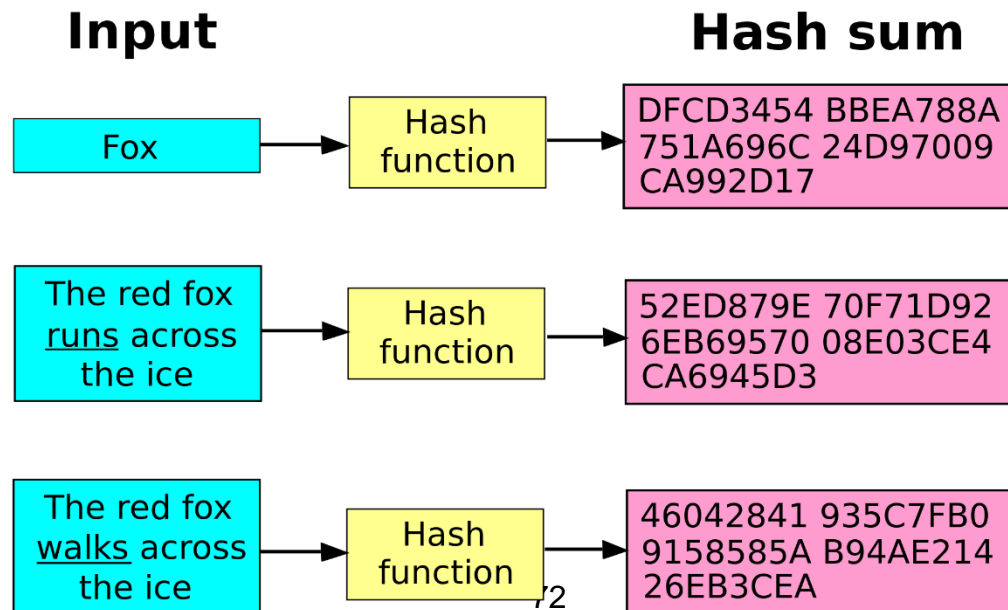 Input
Hash sum
Fox
Hash
function
DFCD3454 BBEA788A
751A696C 24D97009
CA992D17
The red fox
runs across
the ice
Hash
function
52ED879E 70F71D92
6EB69570 08E03CE4
CA6945D3
The red fox
walks across
the ice
Hash
function
46042841 935C7FB0
9158585A B94AE214
26EB3CEA
72